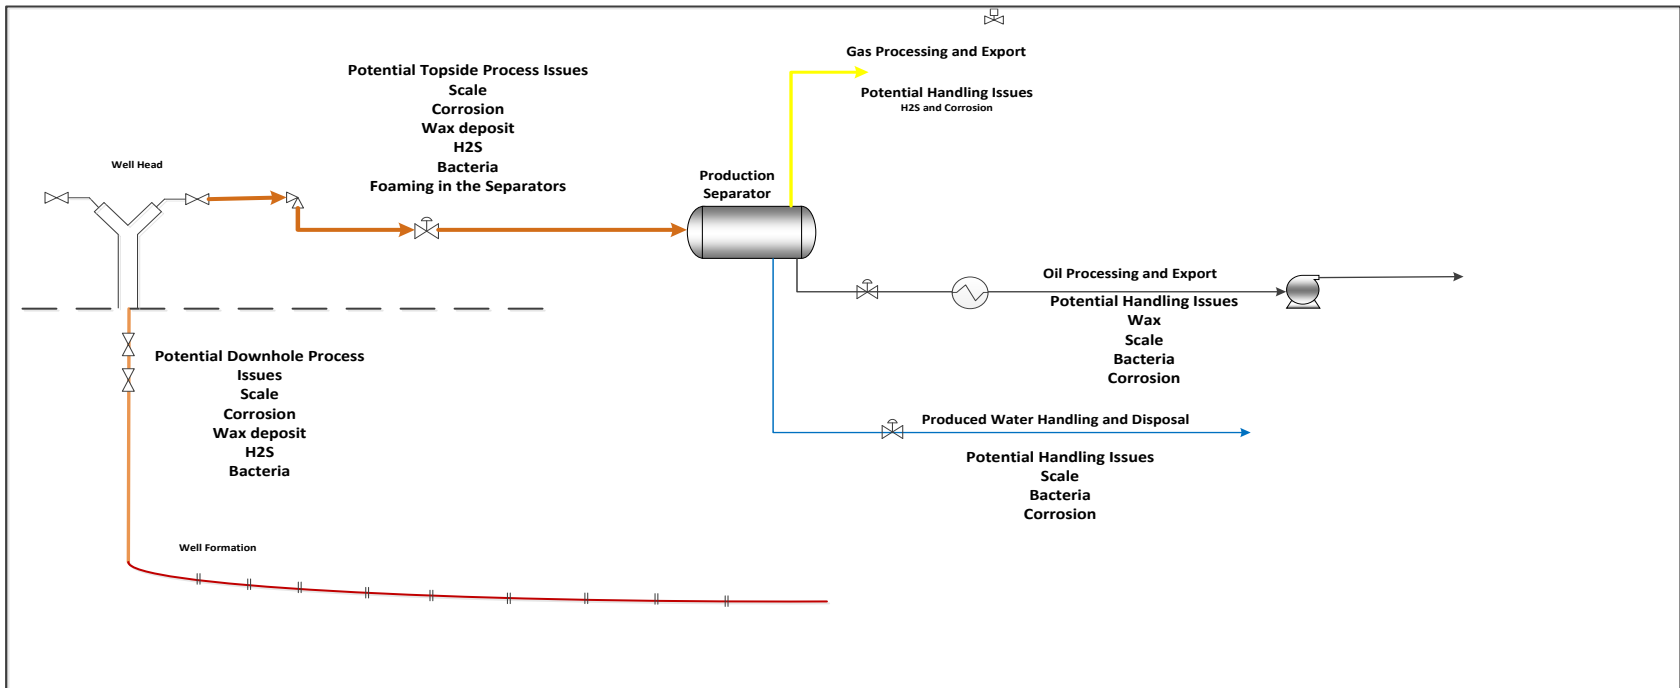 Gas Processing and Export
Potential Handling Issues
H2S and Corrosion
Potential Topside Process Issues
Scale
Corrosion
Wax deposit
H2S
Bacteria
Foaming in the Separators
Well Head
Production
Separator
Oil Processing and Export
Potential Handling Issues
Wax
Scale
Bacteria
Corrosion
Potential Downhole Process
Issues
Scale
Corrosion
Wax deposit
H2S
Bacteria
Produced Water Handling and Disposal
Potential Handling Issues
Scale
Bacteria
Corrosion
Well Formation